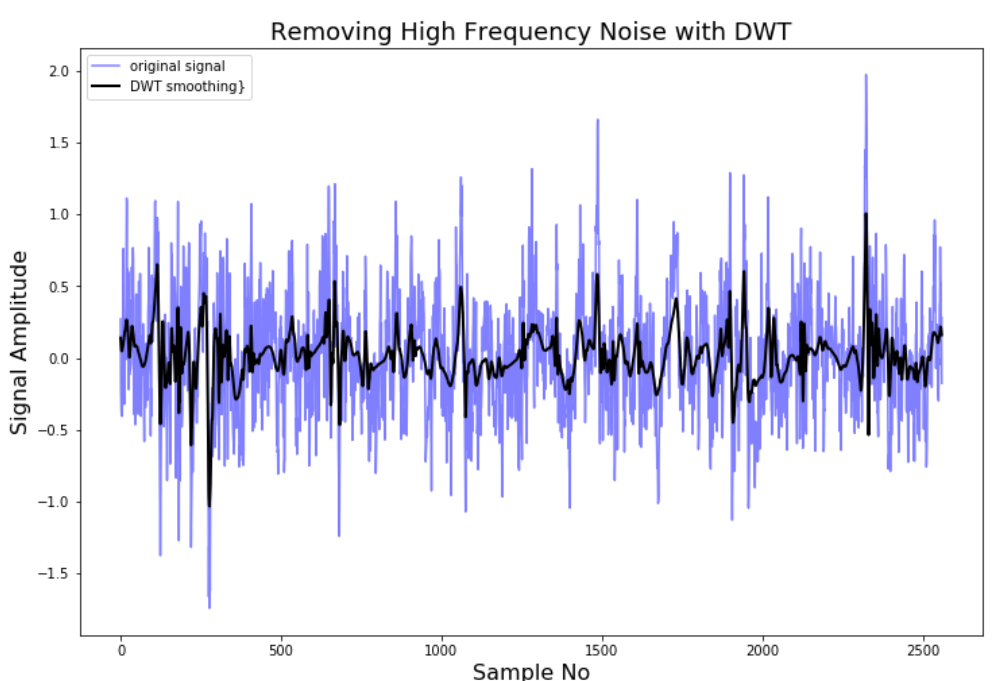 Removing High Frequency Noise with DWT
original signal
DWT smoothing}
Signal Amplitude
2.0
1.5
1.0
0.5
0.0
−0.5
−1.0
−1.5
0 500 1000 1500 2000 2500
Sample No